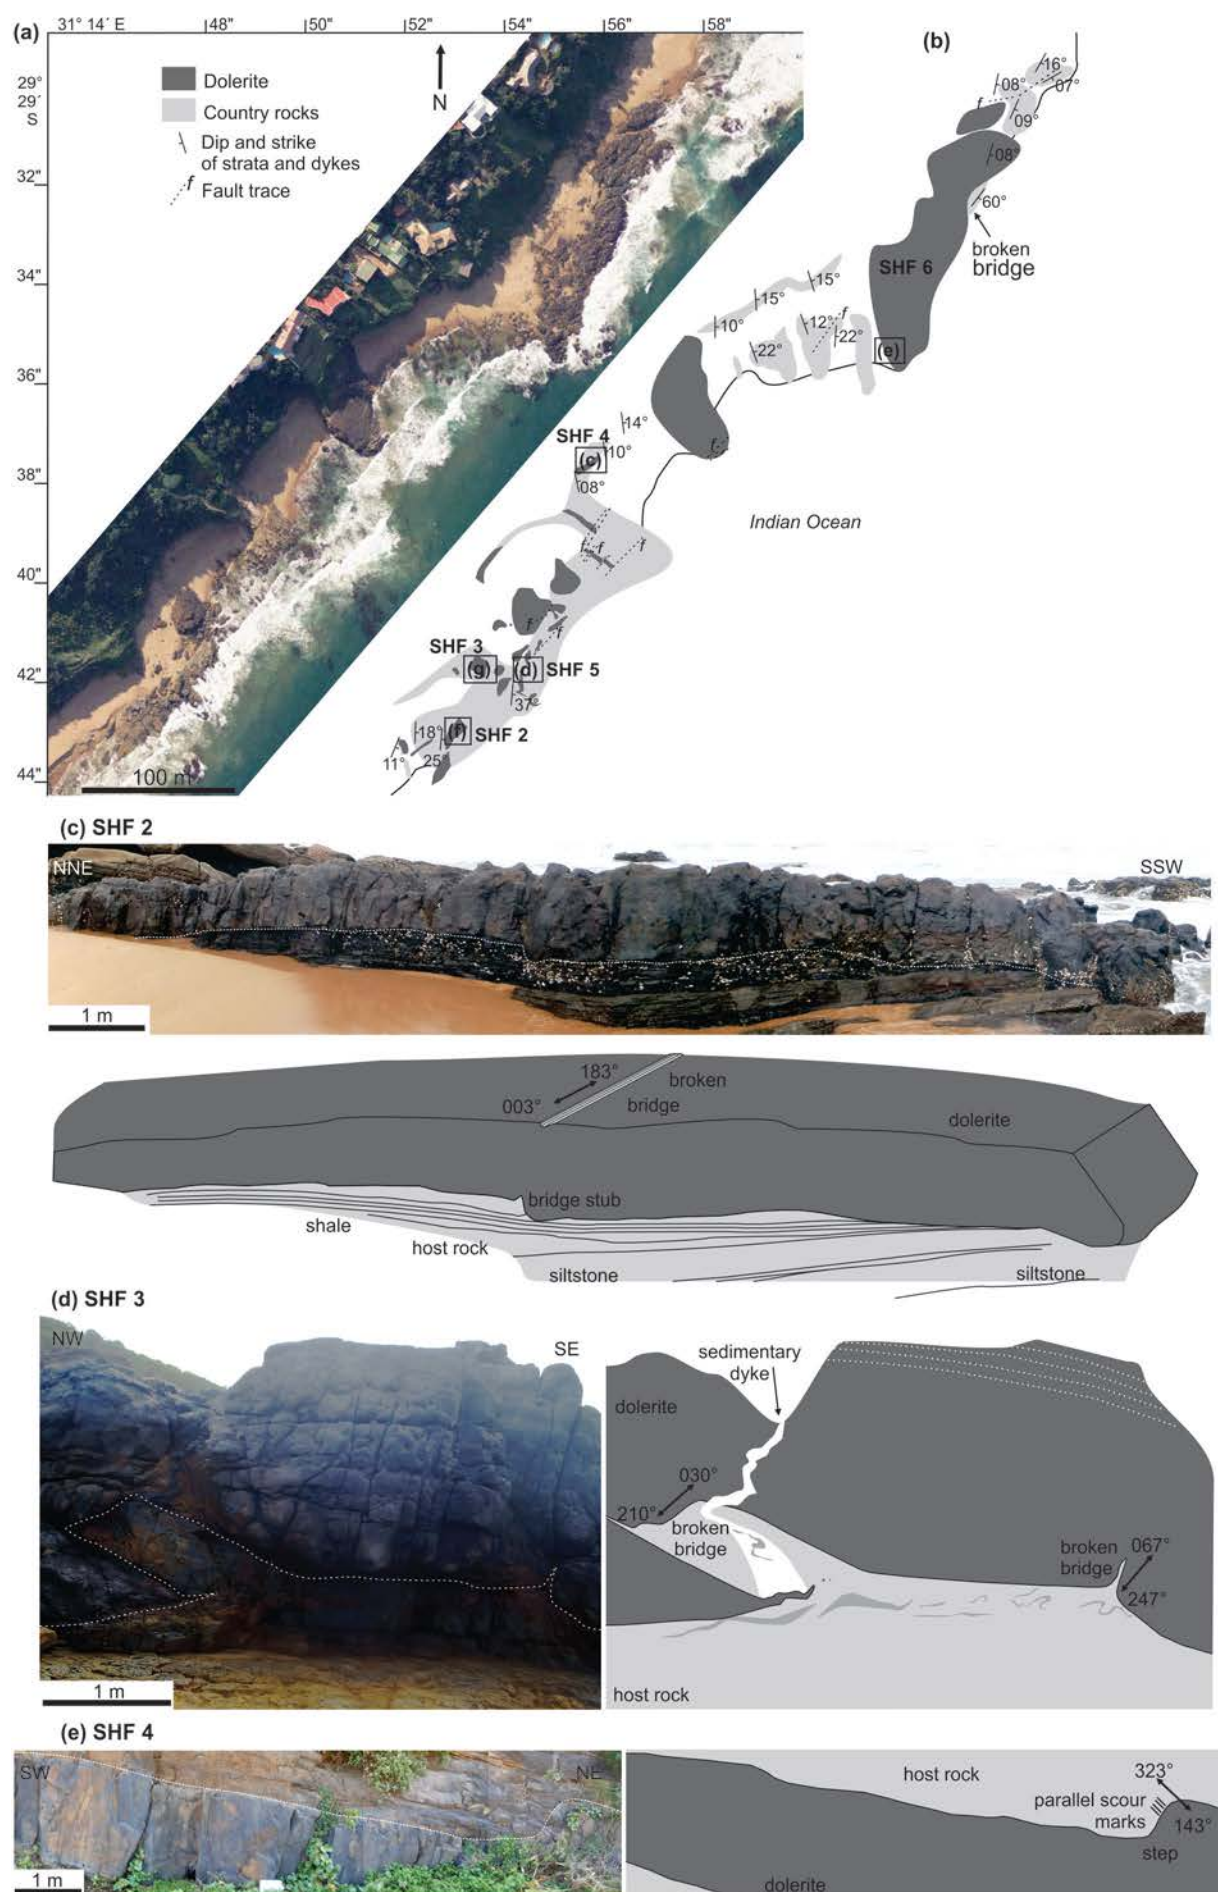 (a)
31° 14´ E
48"
50"
52"
54"
56"
58"
(b)
29°
29´
S
32"
34"
36"
38"
40"
42"
44"
Dolerite
Country rocks
Dip and strike
of strata and dykes
f
Fault trace
N
100 m
16°
08°
07°
f
09°
08°
60°
broken
bridge
SHF 6
15°
15°
10°
12°
f
22°
22°
(e)
14°
SHF 4
10°
(c)
08°
f
Indian Ocean
f
f
f
f
f
SHF 3
(g)
(d)
SHF 5
37°
18°
(f)
SHF 2
11°
25°
(c) SHF 2
NNE
SSW
1 m
183°
003°
broken
bridge
dolerite
bridge stub
shale
host rock
siltstone
siltstone
(d) SHF 3
NW
SE
1 m
sedimentary
dyke
dolerite
030°
210°
broken
bridge
broken
bridge
067°
247°
host rock
(e) SHF 4
SW
NE
1 m
host rock
323°
parallel scour
marks
143°
step
dolerite